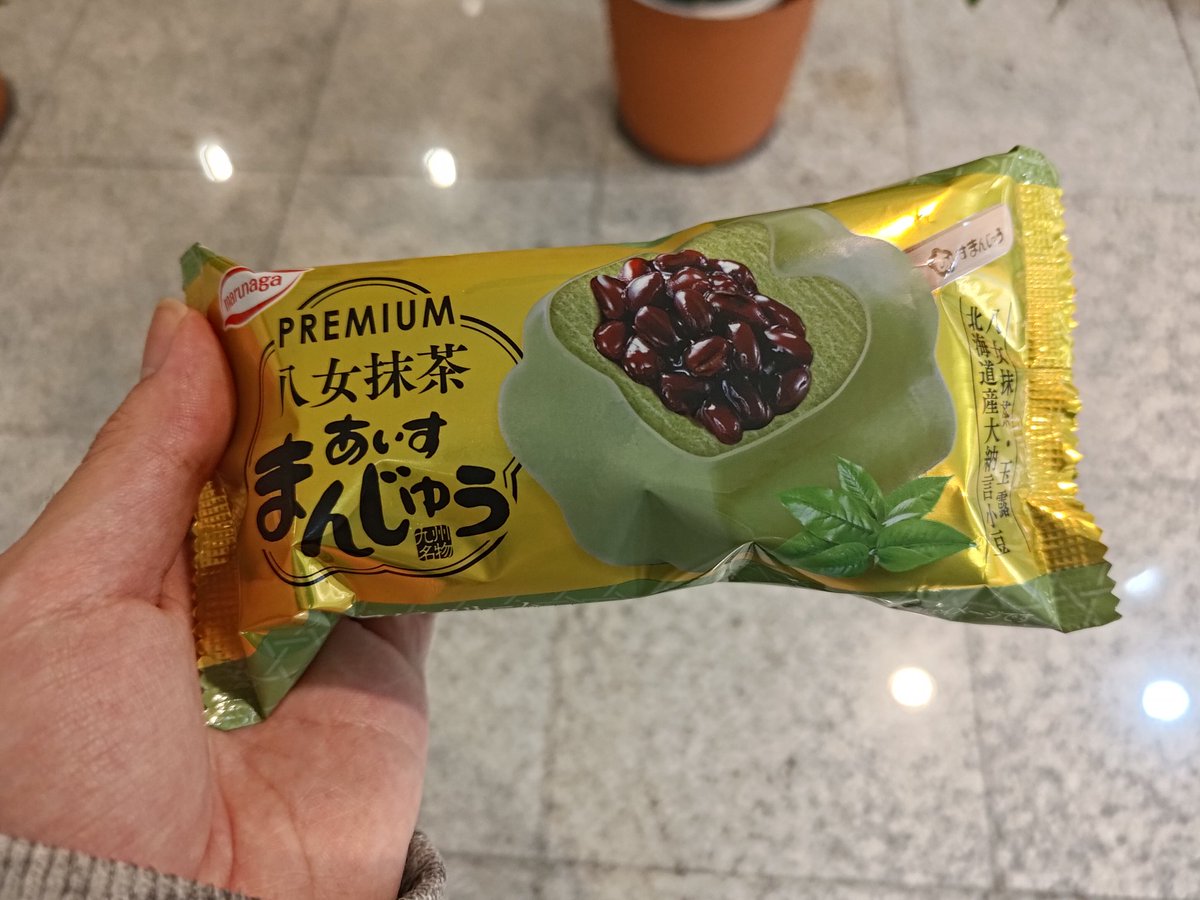 marunaga
PREMIUM
八女抹茶
あいす
まんじゅう
九州
名物
すまんじゅう
八女抹茶・玉露
北海道産大納言小豆